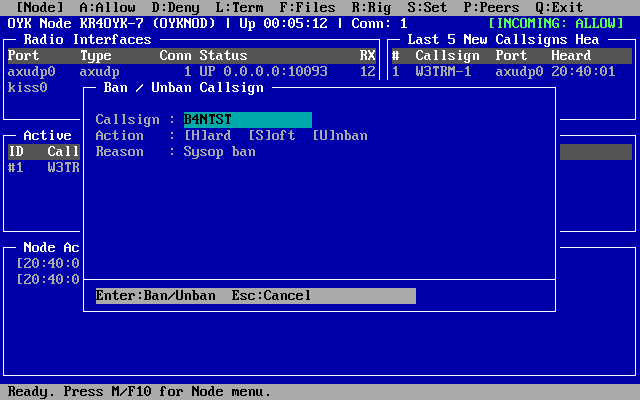 [Node] A:Allow D:Deny L:Term F:Files R:Rig S:Set P:Peers Q:Exit
OYK Node KR4OYK-7 (OYKNOD) | Up 00:05:12 | Conn: 1 [INCOMING: ALLOW]
Radio Interfaces
Port Type Conn Status RX
axudp0 axudp 1 UP 0.0.0.0:10093 12
kiss0
Last 5 New Callsigns Hea
# Callsign Port Heard
1 W3TRM-1 axudp0 20:40:01
Ban / Unban Callsign
Callsign : B4NTST
Action : [H]ard [S]oft [U]nban
Reason : Sysop ban
Enter:Ban/Unban Esc:Cancel
Active
ID Call
#1 W3TR
Node Ac
[20:40:0
[20:40:0
Ready. Press M/F10 for Node menu.